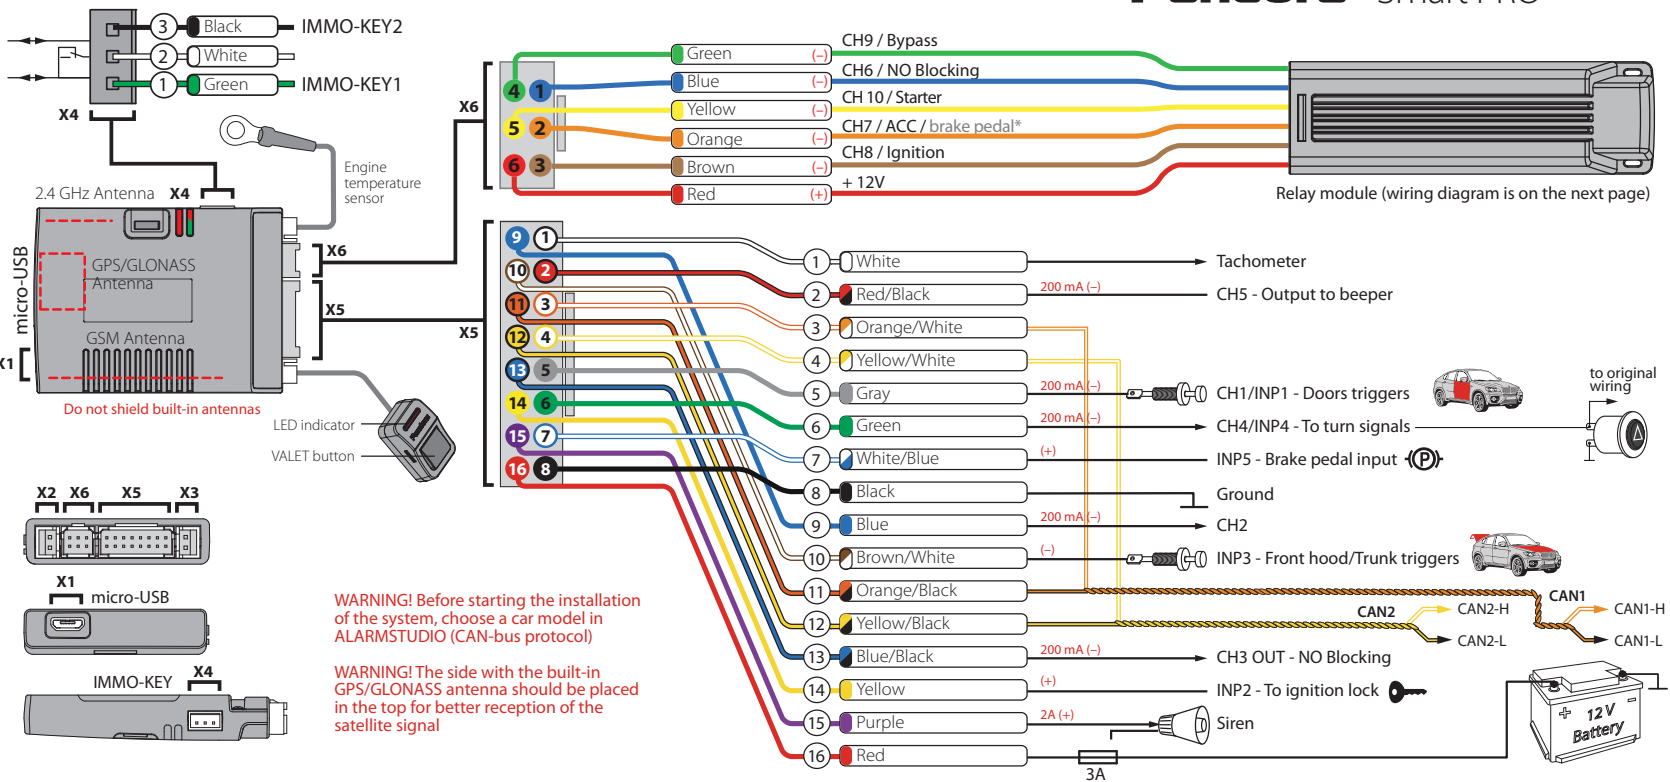 Smart PRO
3 Black IMMO-KEY2
2 White
1 Green IMMO-KEY1
X4
Engine
temperature
sensor
2.4 GHz Antenna X4
micro-USB
GPS/GLONASS
Antenna
GSM Antenna
X6
X5
X1
Do not shield built-in antennas
LED indicator
VALET button
X2 X6 X5 X3
X1
micro-USB
IMMO-KEY X4
WARNING! Before starting the installation
of the system, choose a car model in
ALARMSTUDIO (CAN-bus protocol)
WARNING! The side with the built-in
GPS/GLONASS antenna should be placed
in the top for better reception of the
satellite signal
X6
4 1
5 2
6 3
Green (–) CH9 / Bypass
Blue (–) CH6 / NO Blocking
Yellow (–) CH 10 / Starter
Orange (–) CH7 / ACC / brake pedal*
Brown (–) CH8 / Ignition
Red (+) + 12V
Relay module (wiring diagram is on the next page)
X5
9 1
10 2
11 3
12 4
13 5
14 6
15 7
16 8
1 White Tachometer
2 Red/Black 200 mA (–) CH5 - Output to beeper
3 Orange/White
4 Yellow/White
5 Gray 200 mA (–) CH1/INP1 - Doors triggers
6 Green 200 mA (–) CH4/INP4 - To turn signals
to original
wiring
7 White/Blue (+) INP5 - Brake pedal input (P)
8 Black Ground
9 Blue 200 mA (–) CH2
10 Brown/White (–) INP3 - Front hood/Trunk triggers
11 Orange/Black CAN1 CAN1-H
CAN1-L
12 Yellow/Black CAN2 CAN2-H
CAN2-L
13 Blue/Black 200 mA (–) CH3 OUT - NO Blocking
14 Yellow (+) INP2 - To ignition lock
15 Purple 2A (+) Siren
16 Red 3A
+ –
12 V
Battery